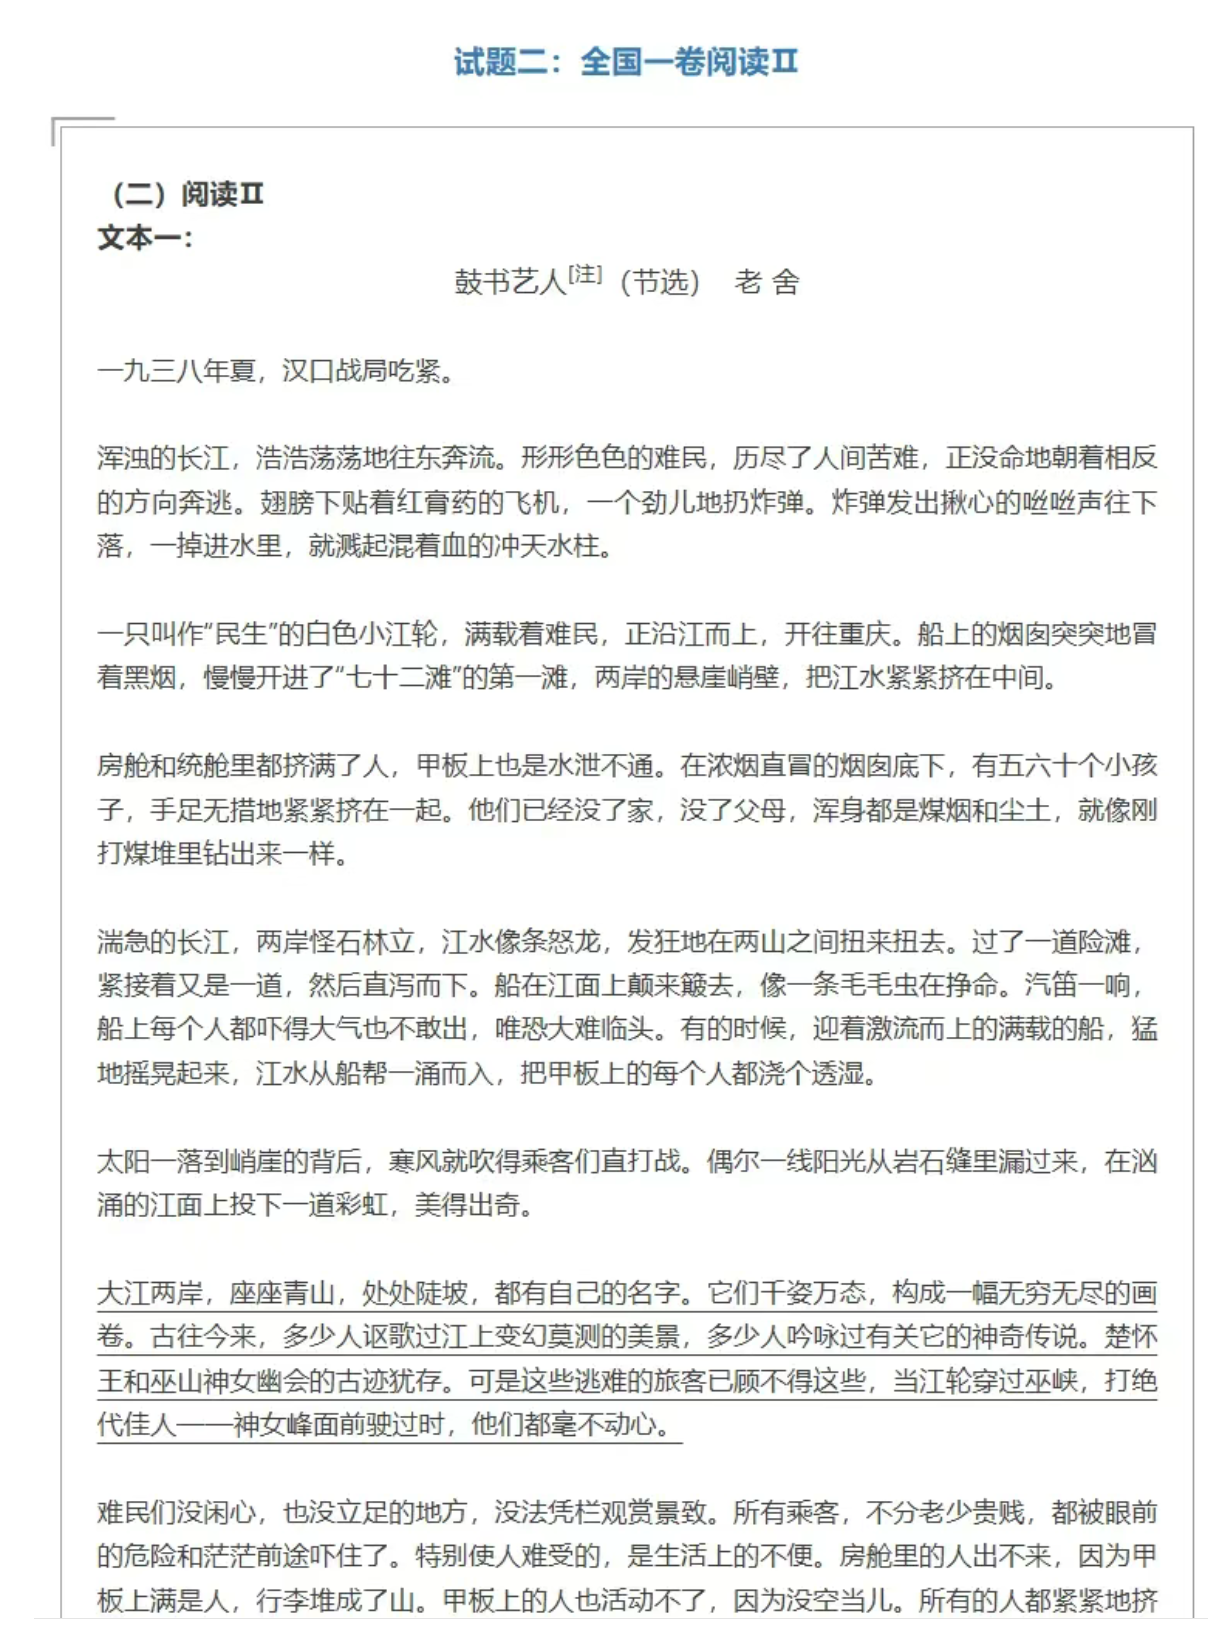 试题二：全国一卷阅读Ⅱ
（二）阅读Ⅱ
文本一：
鼓书艺人[注]（节选） 老 舍
一九三八年夏，汉口战局吃紧。
浑浊的长江，浩浩荡荡地往东奔流。形形色色的难民，历尽了人间苦难，正没命地朝着相反
的方向奔逃。翅膀下贴着红膏药的飞机，一个劲儿地扔炸弹。炸弹发出揪心的咝咝声往下
落，一掉进水里，就溅起混着血的冲天水柱。
一只叫作“民生”的白色小江轮，满载着难民，正沿江而上，开往重庆。船上的烟囱突突地冒
着黑烟，慢慢开进了“七十二滩”的第一滩，两岸的悬崖峭壁，把江水紧紧挤在中间。
房舱和统舱里都挤满了人，甲板上也是水泄不通。在浓烟直冒的烟囱底下，有五六十个小孩
子，手足无措地紧紧挤在一起。他们已经没了家，没了父母，浑身都是煤烟和尘土，就像刚
打煤堆里钻出来一样。
湍急的长江，两岸怪石林立，江水像条怒龙，发狂地在两山之间扭来扭去。过了一道险滩，
紧接着又是一道，然后直泻而下。船在江面上颠来簸去，像一条毛毛虫在挣命。汽笛一响，
船上每个人都吓得大气也不敢出，唯恐大难临头。有的时候，迎着激流而上的满载的船，猛
地摇晃起来，江水从船帮一涌而入，把甲板上的每个人都浇个透湿。
太阳一落到峭崖的背后，寒风就吹得乘客们直打战。偶尔一线阳光从岩石缝里漏过来，在汹
涌的江面上投下一道彩虹，美得出奇。
大江两岸，座座青山，处处陡坡，都有自己的名字。它们千姿万态，构成一幅无穷无尽的画
卷。古往今来，多少人讴歌过江上变幻莫测的美景，多少人吟咏过有关它的神奇传说。楚怀
王和巫山神女幽会的古迹犹存。可是这些逃难的旅客已顾不得这些，当江轮穿过巫峡，打绝
代佳人——神女峰面前驶过时，他们都毫不动心。
难民们没闲心，也没立足的地方，没法凭栏观赏景致。所有乘客，不分老少贵贱，都被眼前
的危险和茫茫前途吓住了。特别使人难受的，是生活上的不便。房舱里的人出不来，因为甲
板上满是人，行李堆成了山。甲板上的人也活动不了，因为没空当儿。所有的人都紧紧地挤